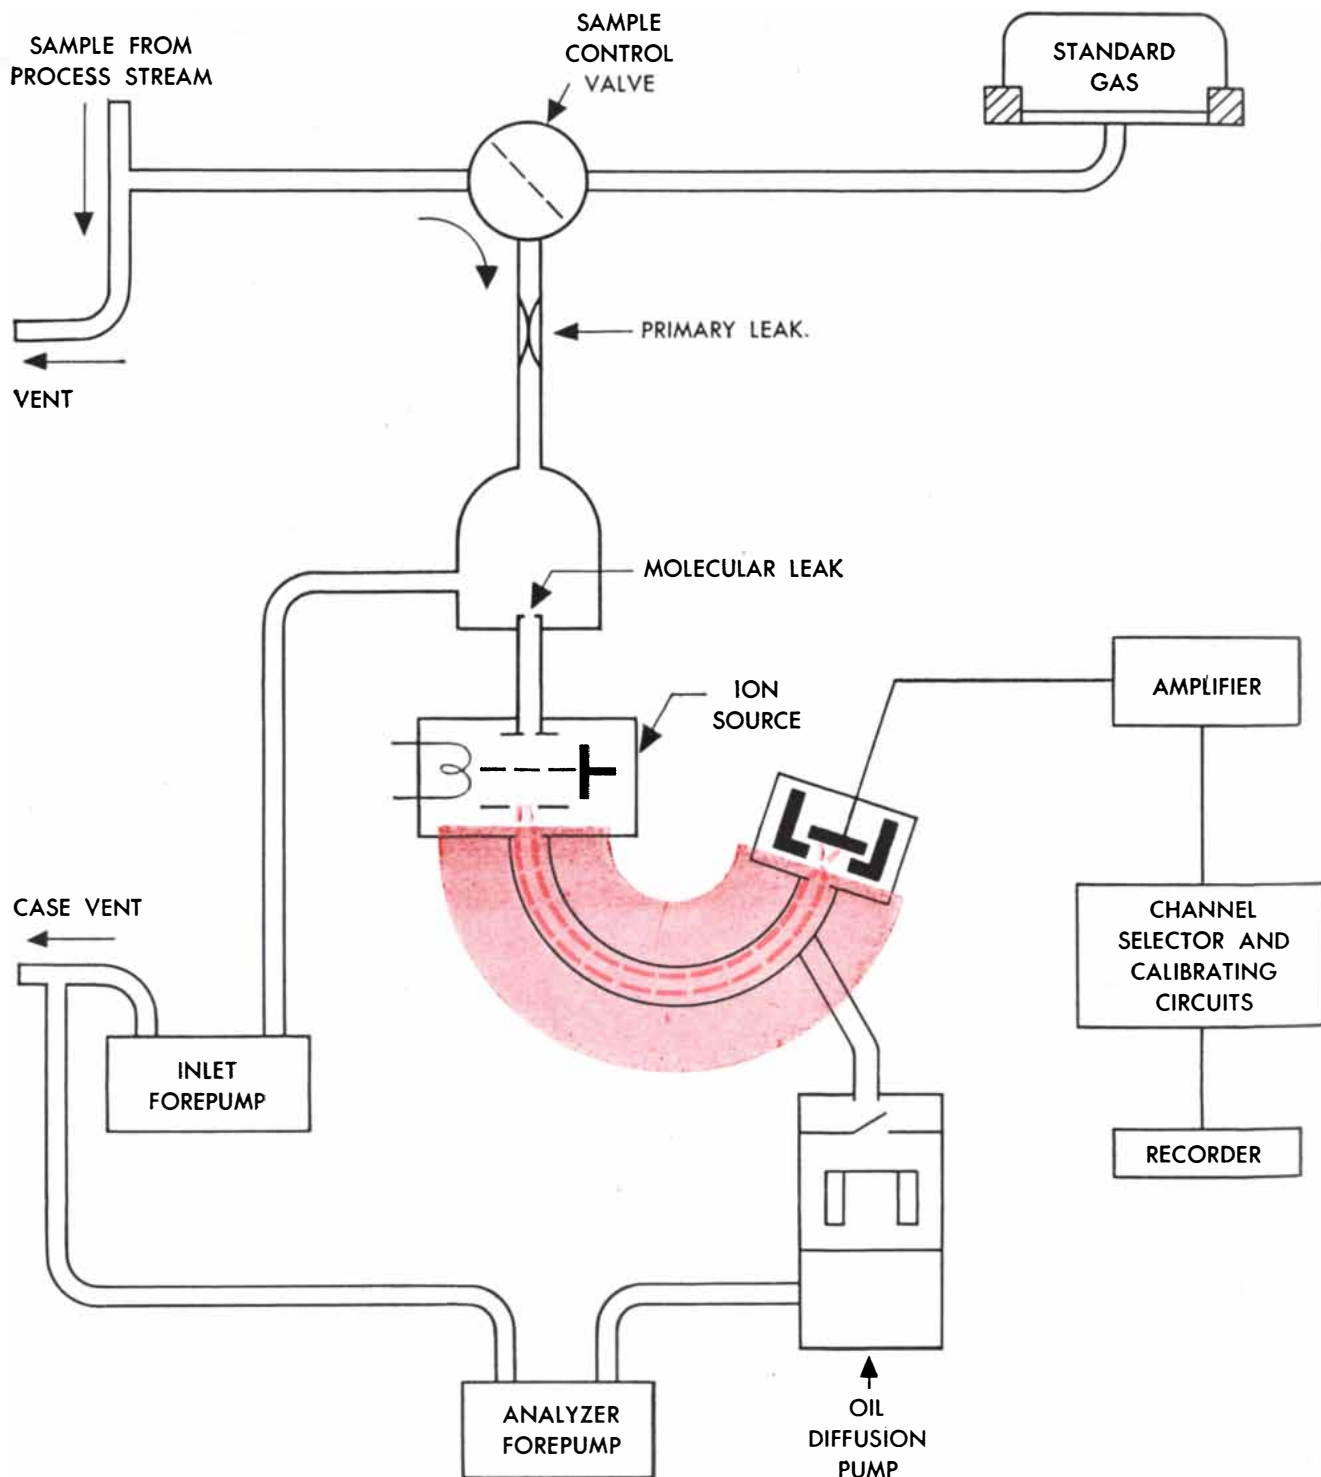 SAMPLE FROM
PROCESS STREAM
SAMPLE
CONTROL
VALVE
STANDARD
GAS
VENT
PRIMARY LEAK.
MOLECULAR LEAK
ION
SOURCE
AMPLIFIER
CASE VENT
CHANNEL
SELECTOR AND
CALIBRATING
CIRCUITS
INLET
FOREPUMP
RECORDER
ANALYZER
FOREPUMP
OIL
DIFFUSION
PUMP